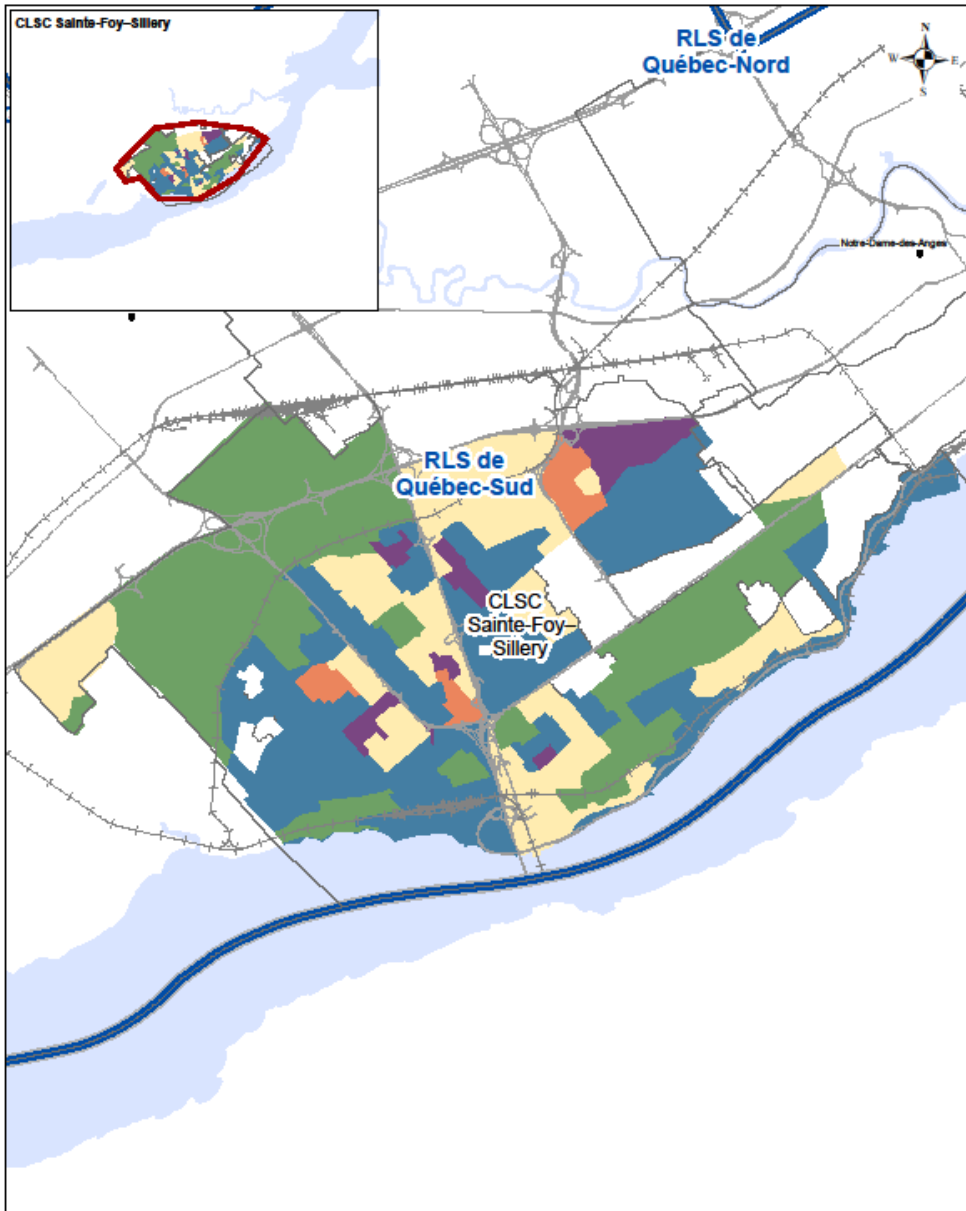 CLSC Sainte-Foy–Sillery
RLS de
Québec-Nord
N
W
E
S
Notre-Dame-des-Anges
RLS de
Québec-Sud
CLSC
Sainte-Foy–
Sillery